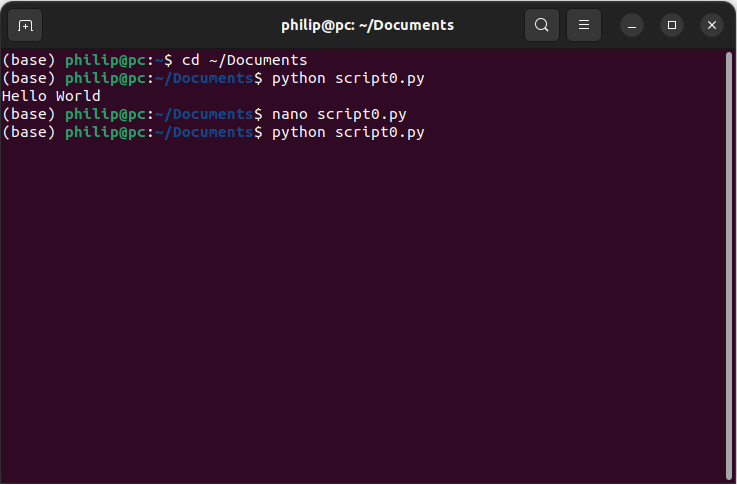 philip@pc: ~/Documents
(base) philip@pc:~$ cd ~/Documents
(base) philip@pc:~/Documents$ python script0.py
Hello World
(base) philip@pc:~/Documents$ nano script0.py
(base) philip@pc:~/Documents$ python script0.py